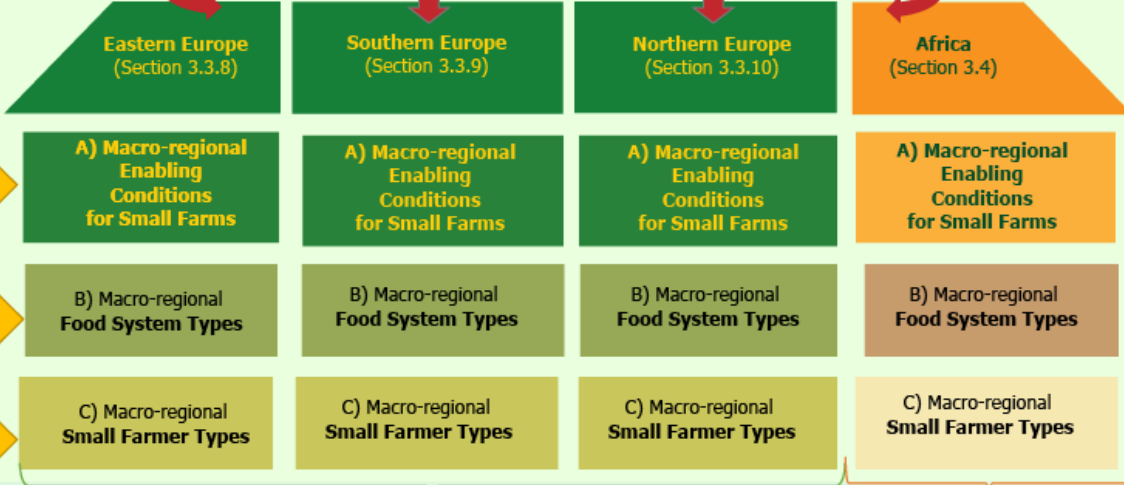 Eastern Europe
(Section 3.3.8)
Southern Europe
(Section 3.3.9)
Northern Europe
(Section 3.3.10)
Africa
(Section 3.4)
A) Macro-regional
Enabling
Conditions
for Small Farms
A) Macro-regional
Enabling
Conditions
for Small Farms
A) Macro-regional
Enabling
Conditions
for Small Farms
A) Macro-regional
Enabling
Conditions
for Small Farms
B) Macro-regional
Food System Types
B) Macro-regional
Food System Types
B) Macro-regional
Food System Types
B) Macro-regional
Food System Types
C) Macro-regional
Small Farmer Types
C) Macro-regional
Small Farmer Types
C) Macro-regional
Small Farmer Types
C) Macro-regional
Small Farmer Types